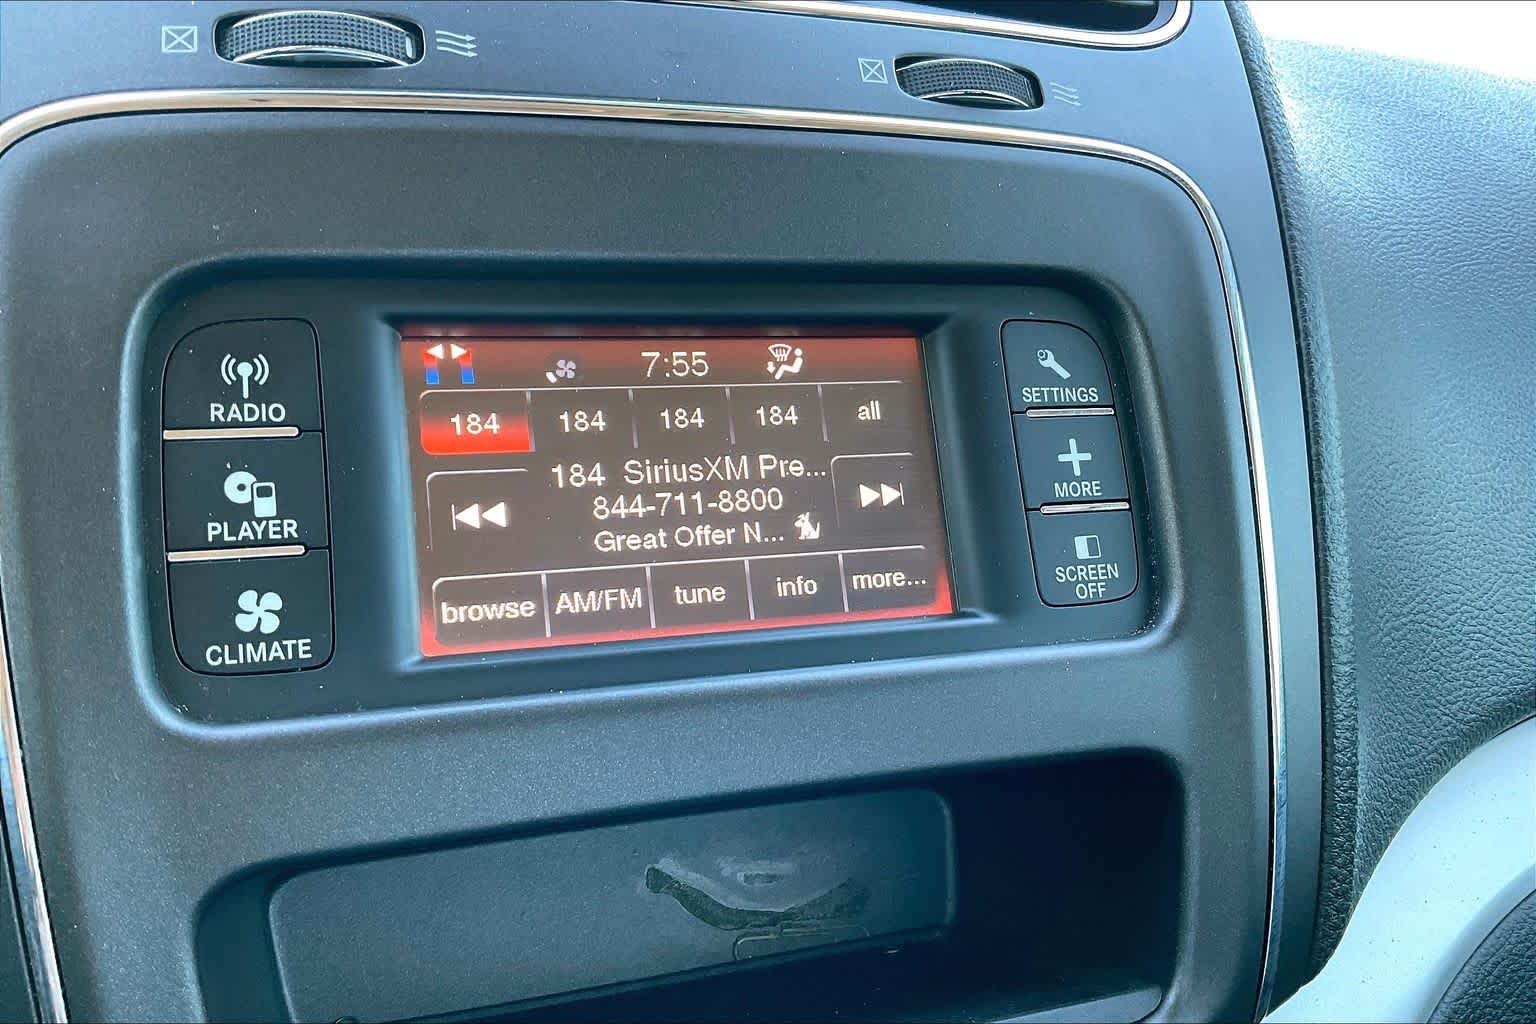 RADIO
PLAYER
CLIMATE
7:55
184 184 184 184 all
184 SiriusXM Pre...
844-711-8800
Great Offer N...
browse AM/FM tune info more...
SETTINGS
MORE
SCREEN
OFF